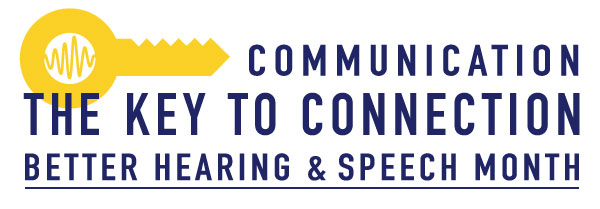 COMMUNICATION
THE KEY TO CONNECTION
BETTER HEARING & SPEECH MONTH